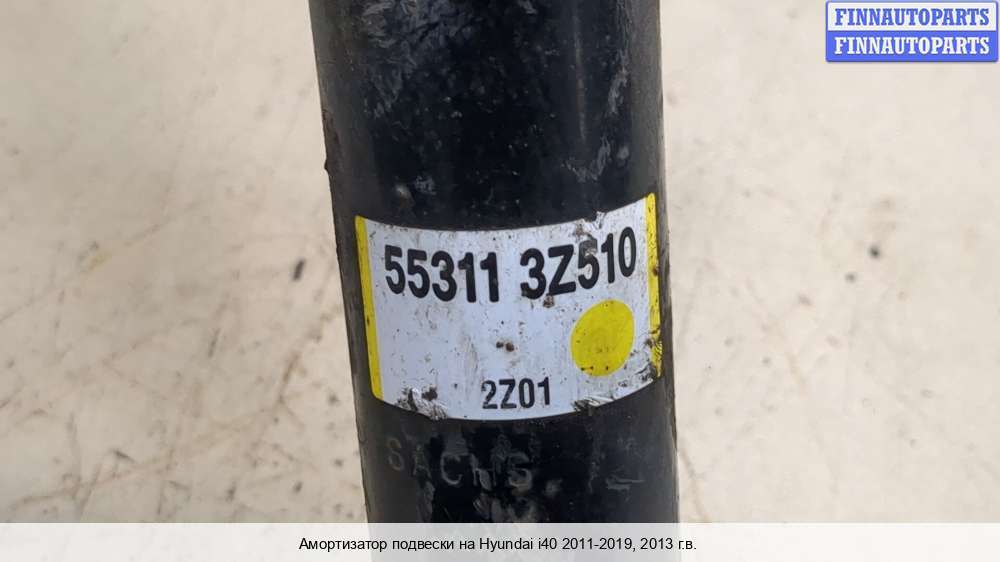 FINNAUTOPARTS
FINNAUTOPARTS
55311 3Z510
2Z01
SACHS
Амортизатор подвески на Hyundai i40 2011-2019, 2013 г.в.